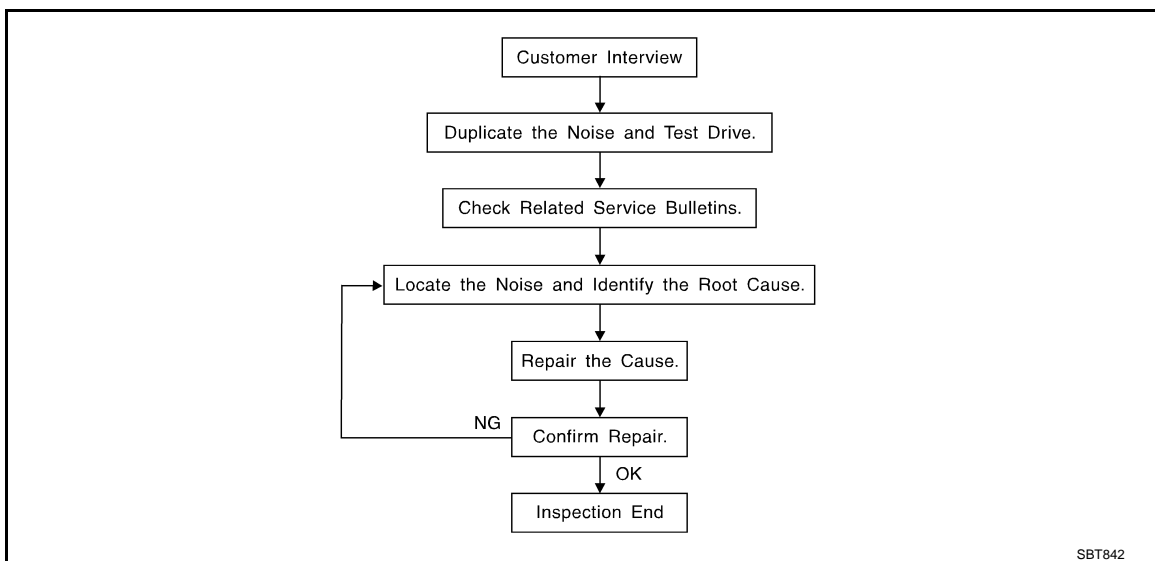 Customer Interview
Duplicate the Noise and Test Drive.
Check Related Service Bulletins.
Locate the Noise and Identify the Root Cause.
Repair the Cause.
NG
Confirm Repair.
OK
Inspection End
SBT842